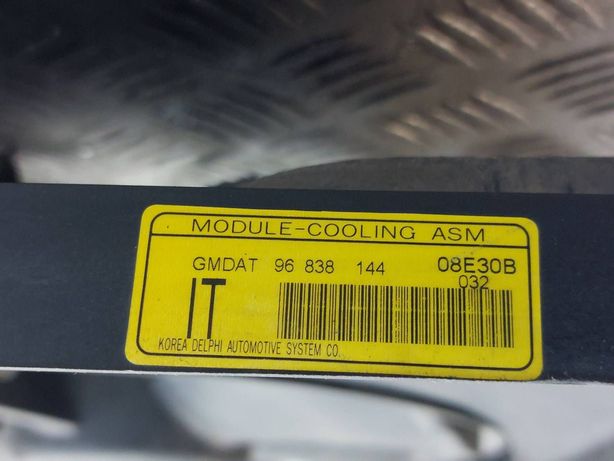 MODULE-COOLING ASM
GMDAT 96 838 144 08E30B
032
IT
KOREA DELPHI AUTOMOTIVE SYSTEM CO.